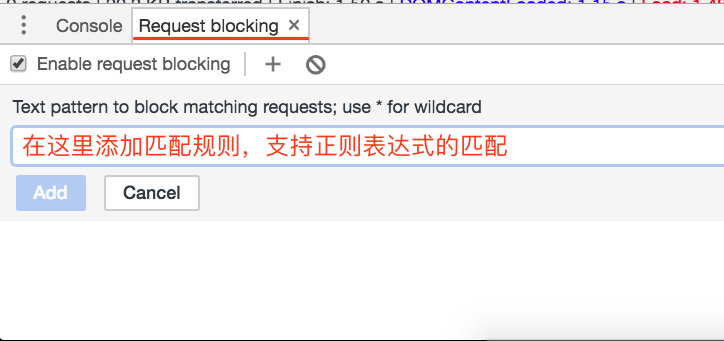 Console Request blocking ×
Enable request blocking
Text pattern to block matching requests; use * for wildcard
在这里添加匹配规则，支持正则表达式的匹配
Add Cancel